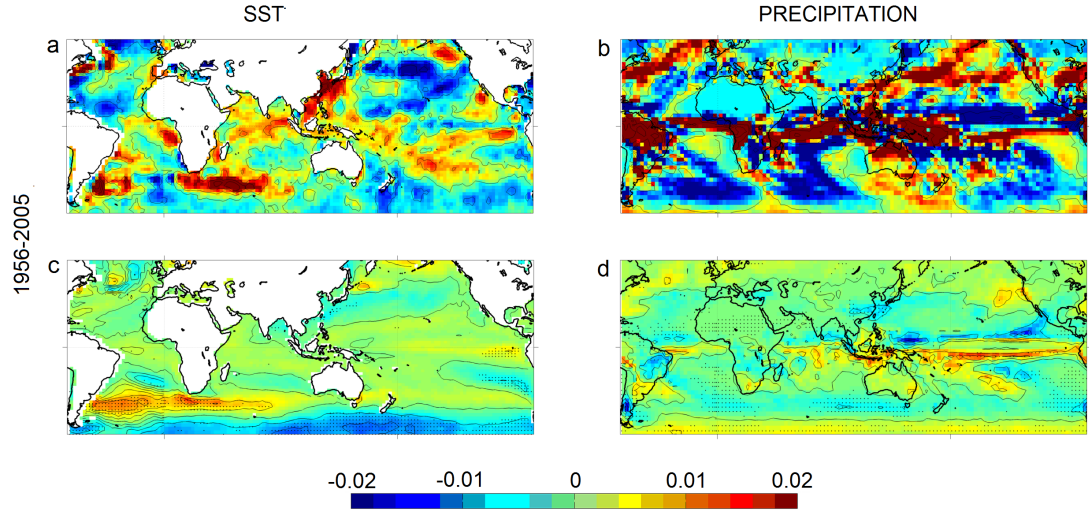 SST
PRECIPITATION
a
b
1956-2005
c
d
-0.02
-0.01
0
0.01
0.02